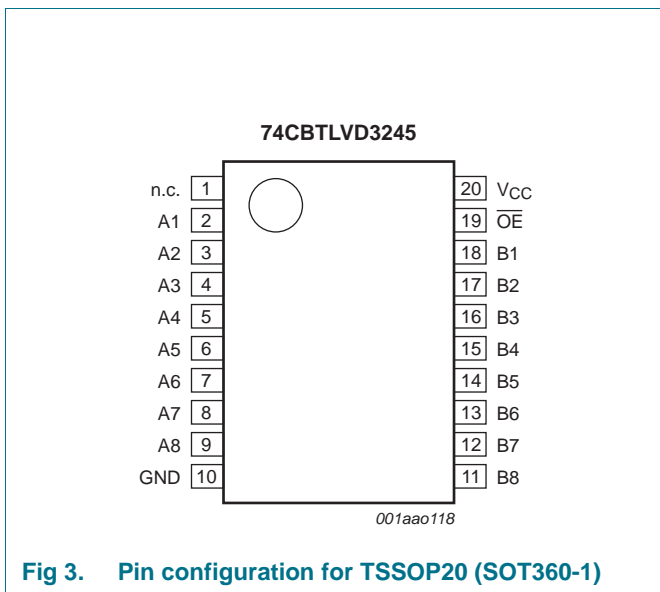 74CBTLVD3245
n.c. 1 20 VCC
A1 2 19 O̅E̅
A2 3 18 B1
A3 4 17 B2
A4 5 16 B3
A5 6 15 B4
A6 7 14 B5
A7 8 13 B6
A8 9 12 B7
GND 10 11 B8
001aao118
Fig 3. Pin configuration for TSSOP20 (SOT360-1)